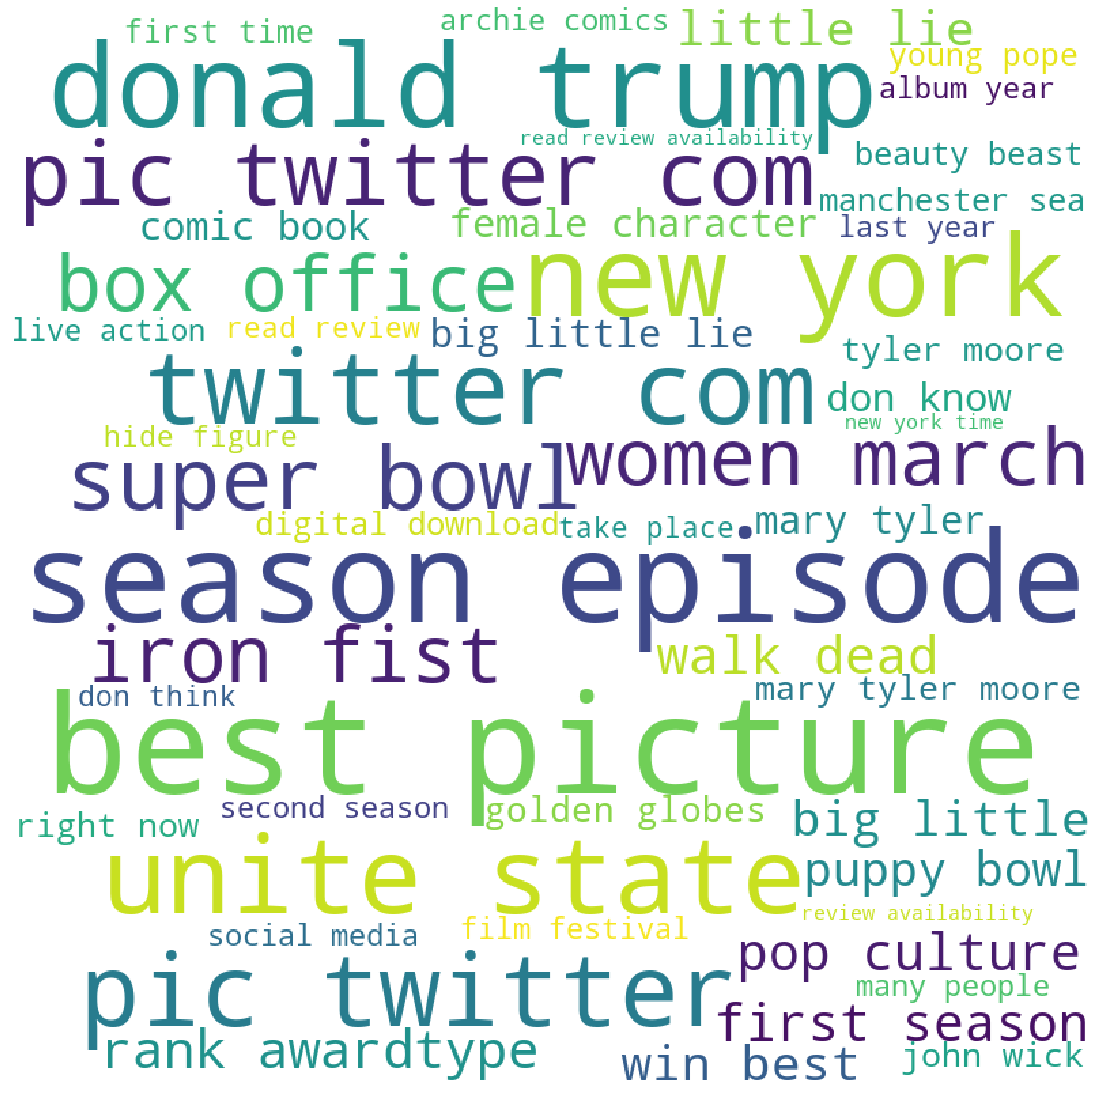 first time
archie comics
little lie
donald trump
young pope
album year
read review availability
pic twitter com
beauty beast
manchester sea
comic book
female character
last year
box office
new york
live action
read review
big little lie
tyler moore
twitter com
don know
new york time
hide figure
super bowl
women march
digital download
take place
mary tyler
season episode
iron fist
walk dead
don think
mary tyler moore
best picture
second season
golden globes
big little
right now
unite state
puppy bowl
review availability
social media
film festival
pop culture
pic twitter
many people
first season
rank awardtype
win best
john wick